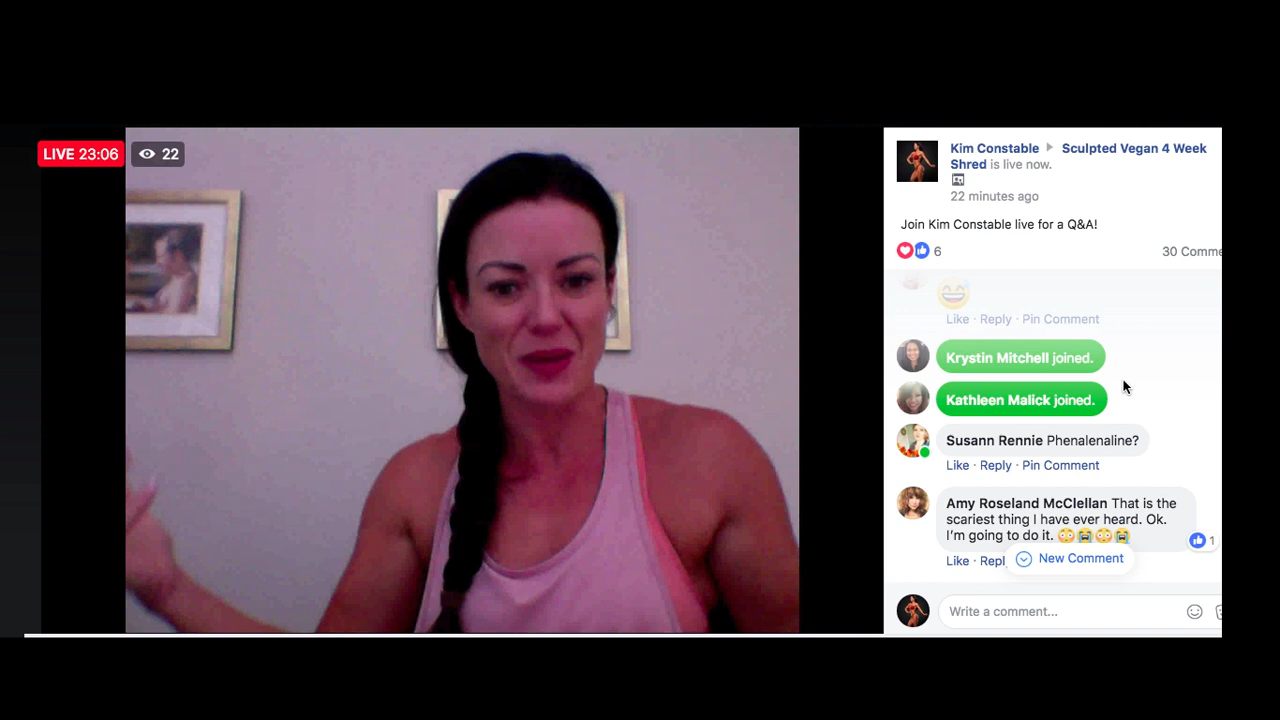 LIVE 23:06
22
Kim Constable Sculpted Vegan 4 Week
Shred is live now.
22 minutes ago
Join Kim Constable live for a Q&A!
6
30 Comme
Like · Reply · Pin Comment
Krystin Mitchell joined.
Kathleen Malick joined.
Susann Rennie Phenalenaline?
Like · Reply · Pin Comment
Amy Roseland McClellan That is the
scariest thing I have ever heard. Ok.
I'm going to do it. 😳😭😳😭
1
Like · Repl
New Comment
Write a comment...